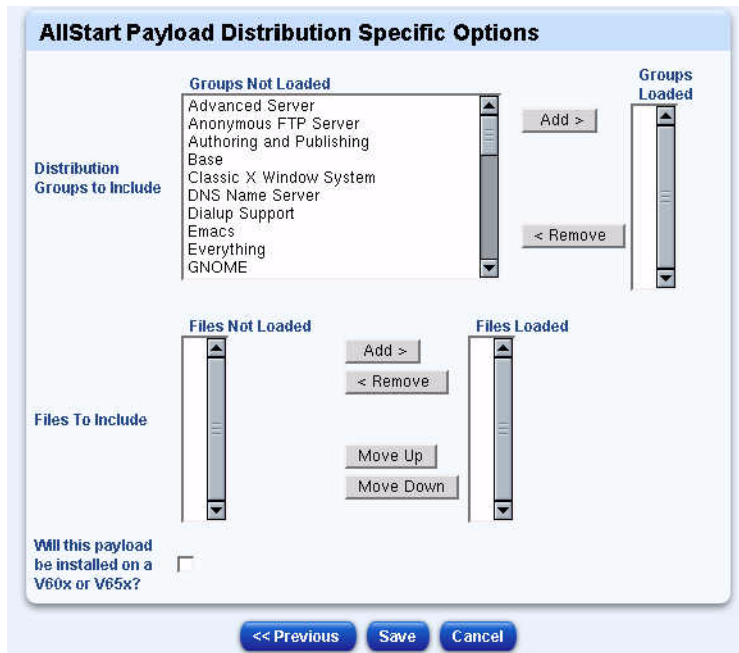 AllStart Payload Distribution Specific Options
Groups Not Loaded
Groups
Loaded
Distribution
Groups to Include
Advanced Server
Anonymous FTP Server
Authoring and Publishing
Base
Classic X Window System
DNS Name Server
Dialup Support
Emacs
Everything
GNOME
Add >
< Remove
Files Not Loaded
Files Loaded
Files To Include
Add >
< Remove
Move Up
Move Down
Will this payload
be installed on a
V60x or V65x?
<< Previous
Save
Cancel